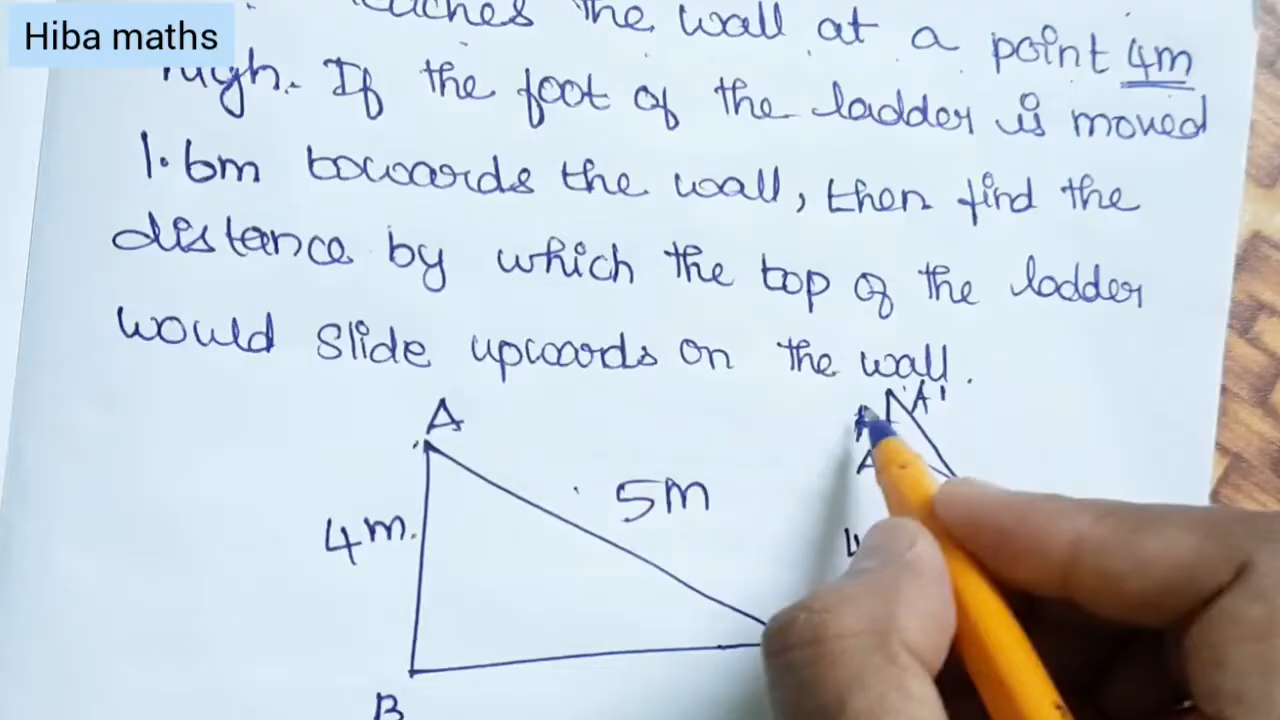 Hiba maths
the wall at a point 4m
high. If the foot of the ladder is moved
1.6m towards the wall, then find the
distance by which the top of the ladder
would slide upwards on the wall.
A
A'
A
5m
4m.
4
B